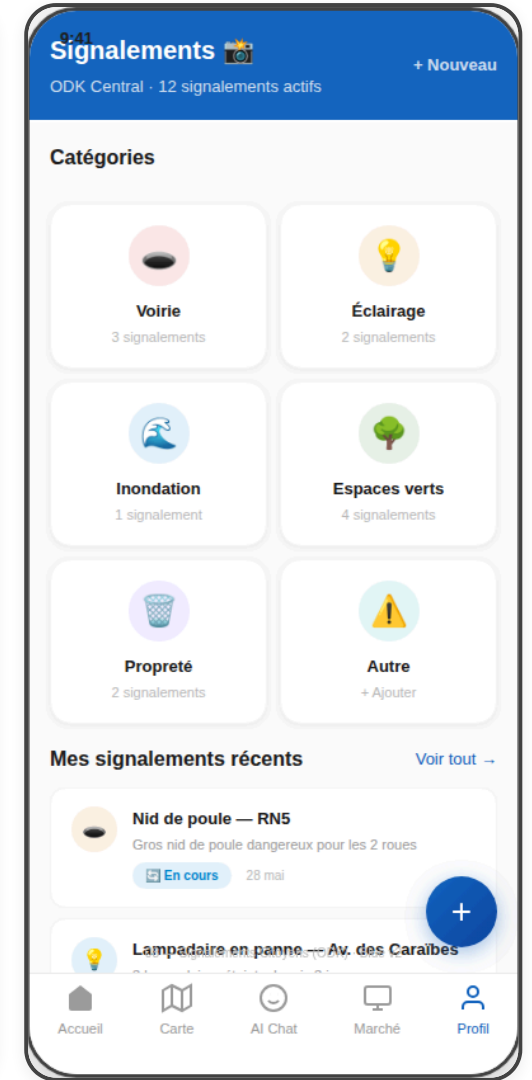 9:41
Signalements
+ Nouveau
ODK Central · 12 signalements actifs
Catégories
Voirie
3 signalements
Éclairage
2 signalements
Inondation
1 signalement
Espaces verts
4 signalements
Propreté
2 signalements
Autre
+ Ajouter
Mes signalements récents
Voir tout →
Nid de poule — RN5
Gros nid de poule dangereux pour les 2 roues
En cours
28 mai
+
Lampadaire en panne — Av. des Caraïbes
Accueil
Carte
AI Chat
Marché
Profil